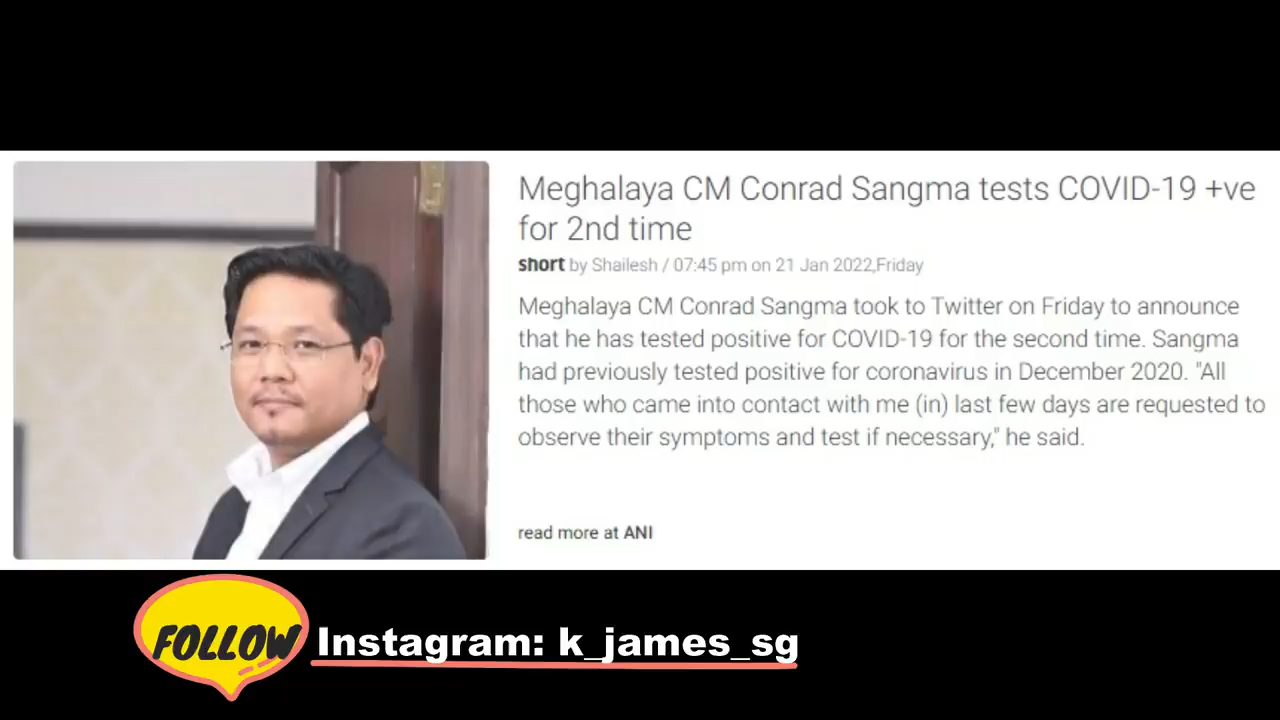 Meghalaya CM Conrad Sangma tests COVID-19 +ve
for 2nd time
short by Shailesh / 07:45 pm on 21 Jan 2022,Friday
Meghalaya CM Conrad Sangma took to Twitter on Friday to announce
that he has tested positive for COVID-19 for the second time. Sangma
had previously tested positive for coronavirus in December 2020. "All
those who came into contact with me (in) last few days are requested to
observe their symptoms and test if necessary," he said.
read more at ANI
FOLLOW Instagram: k_james_sg